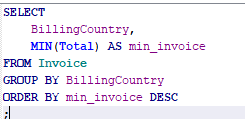 SELECT
    BillingCountry,
    MIN(Total) AS min_invoice
FROM Invoice
GROUP BY BillingCountry
ORDER BY min_invoice DESC
;